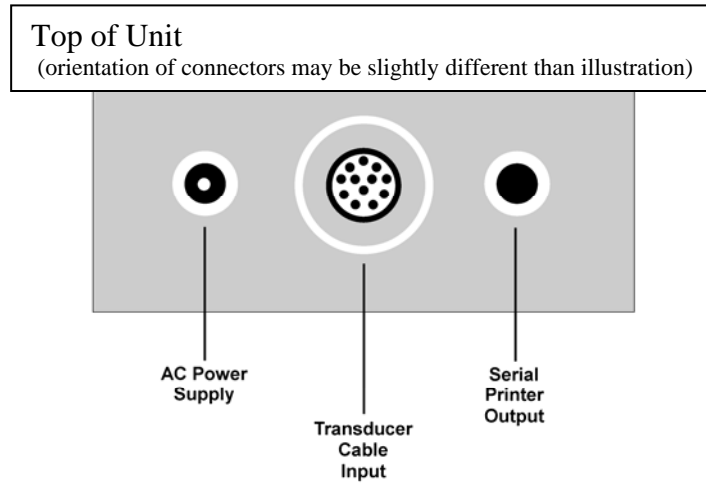 Top of Unit
(orientation of connectors may be slightly different than illustration)
AC Power
Supply
Transducer
Cable
Input
Serial
Printer
Output